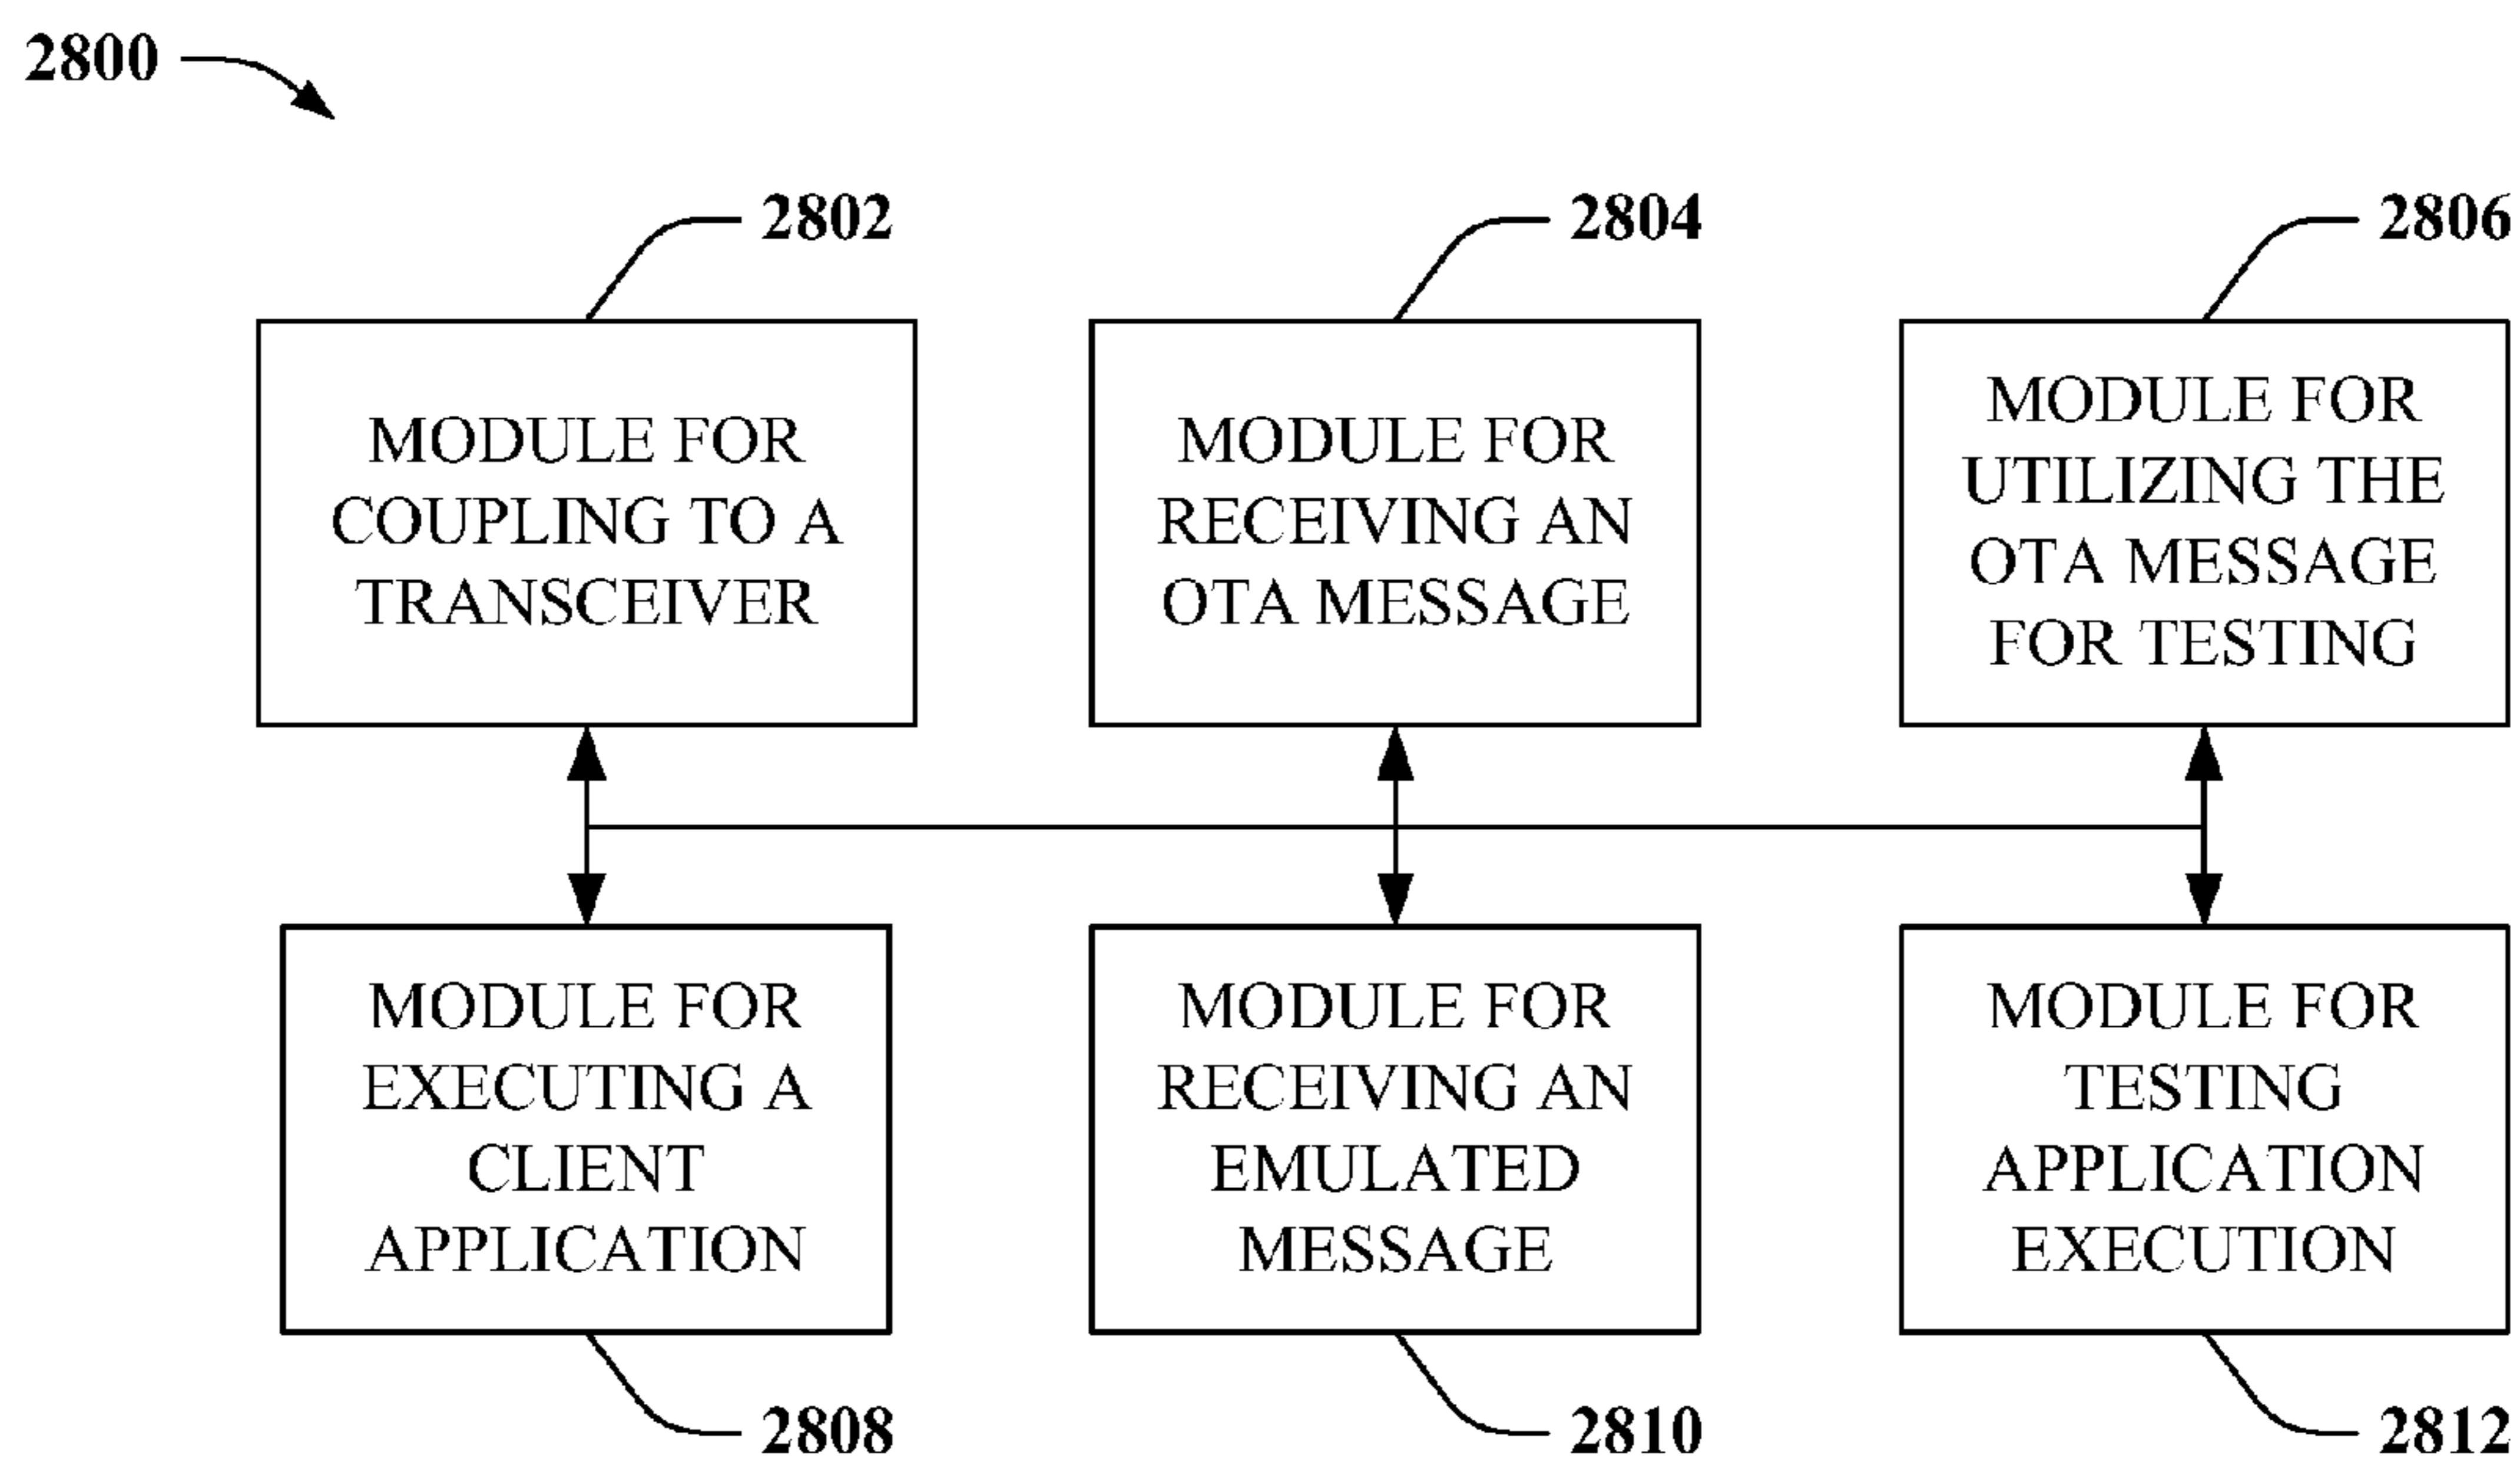 2800
2802
2804
2806
MODULE FOR
COUPLING TO A
TRANSCEIVER
MODULE FOR
RECEIVING AN
OTA MESSAGE
MODULE FOR
UTILIZING THE
OTA MESSAGE
FOR TESTING
MODULE FOR
EXECUTING A
CLIENT
APPLICATION
MODULE FOR
RECEIVING AN
EMULATED
MESSAGE
MODULE FOR
TESTING
APPLICATION
EXECUTION
2808
2810
2812